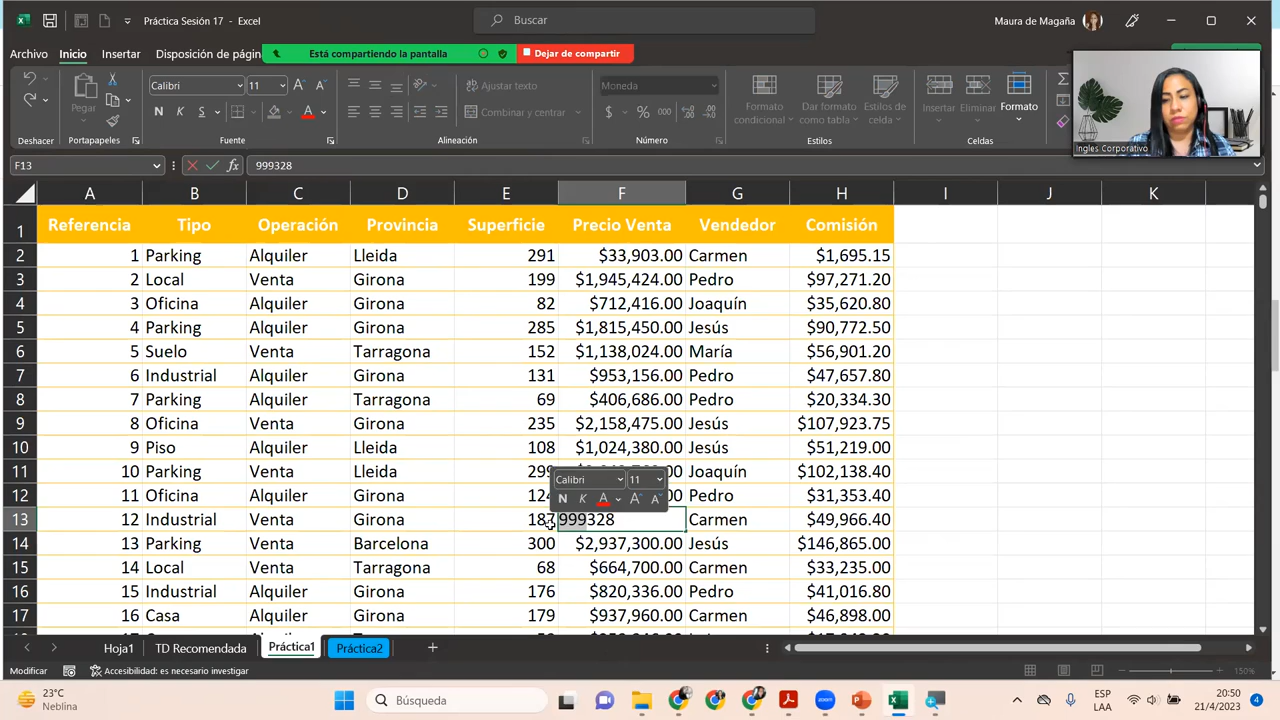 Práctica Sesión 17 - Excel
Buscar
Maura de Magaña
Archivo Inicio Insertar Disposición de págin
Está compartiendo la pantalla
Dejar de compartir
Calibri 11
Ajustar texto
Moneda
Pegar
N K S
Combinar y centrar
$ % 000
Formato condicional
Dar formato como tabla
Estilos de celda
Insertar Eliminar Formato
Deshacer Portapapeles Fuente Alineación Número Estilos Celdas
Ingles Corporativo
F13 fx 999328
A B C D E F G H I J K
1 Referencia Tipo Operación Provincia Superficie Precio Venta Vendedor Comisión
2 1 Parking Alquiler Lleida 291 $33,903.00 Carmen $1,695.15
3 2 Local Venta Girona 199 $1,945,424.00 Pedro $97,271.20
4 3 Oficina Alquiler Girona 82 $712,416.00 Joaquín $35,620.80
5 4 Parking Alquiler Girona 285 $1,815,450.00 Jesús $90,772.50
6 5 Suelo Venta Tarragona 152 $1,138,024.00 María $56,901.20
7 6 Industrial Alquiler Girona 131 $953,156.00 Pedro $47,657.80
8 7 Parking Alquiler Tarragona 69 $406,686.00 Pedro $20,334.30
9 8 Oficina Alquiler Girona 235 $2,158,475.00 Jesús $107,923.75
10 9 Piso Alquiler Lleida 108 $1,024,380.00 Jesús $51,219.00
11 10 Parking Venta Lleida 299 Joaquín $102,138.40
Calibri 11
12 11 Oficina Alquiler Girona 124 Pedro $31,353.40
N K A A A
13 12 Industrial Venta Girona 187 999328 Carmen $49,966.40
14 13 Parking Venta Barcelona 300 $2,937,300.00 Jesús $146,865.00
15 14 Local Venta Tarragona 68 $664,700.00 Carmen $33,235.00
16 15 Industrial Alquiler Girona 176 $820,336.00 Pedro $41,016.80
17 16 Casa Alquiler Girona 179 $937,960.00 Carmen $46,898.00
Hoja1 TD Recomendada Práctica1 Práctica2
Modificar Accesibilidad: es necesario investigar 150%
23°C
Neblina
Búsqueda
ESP
LAA
20:50
21/4/2023
4